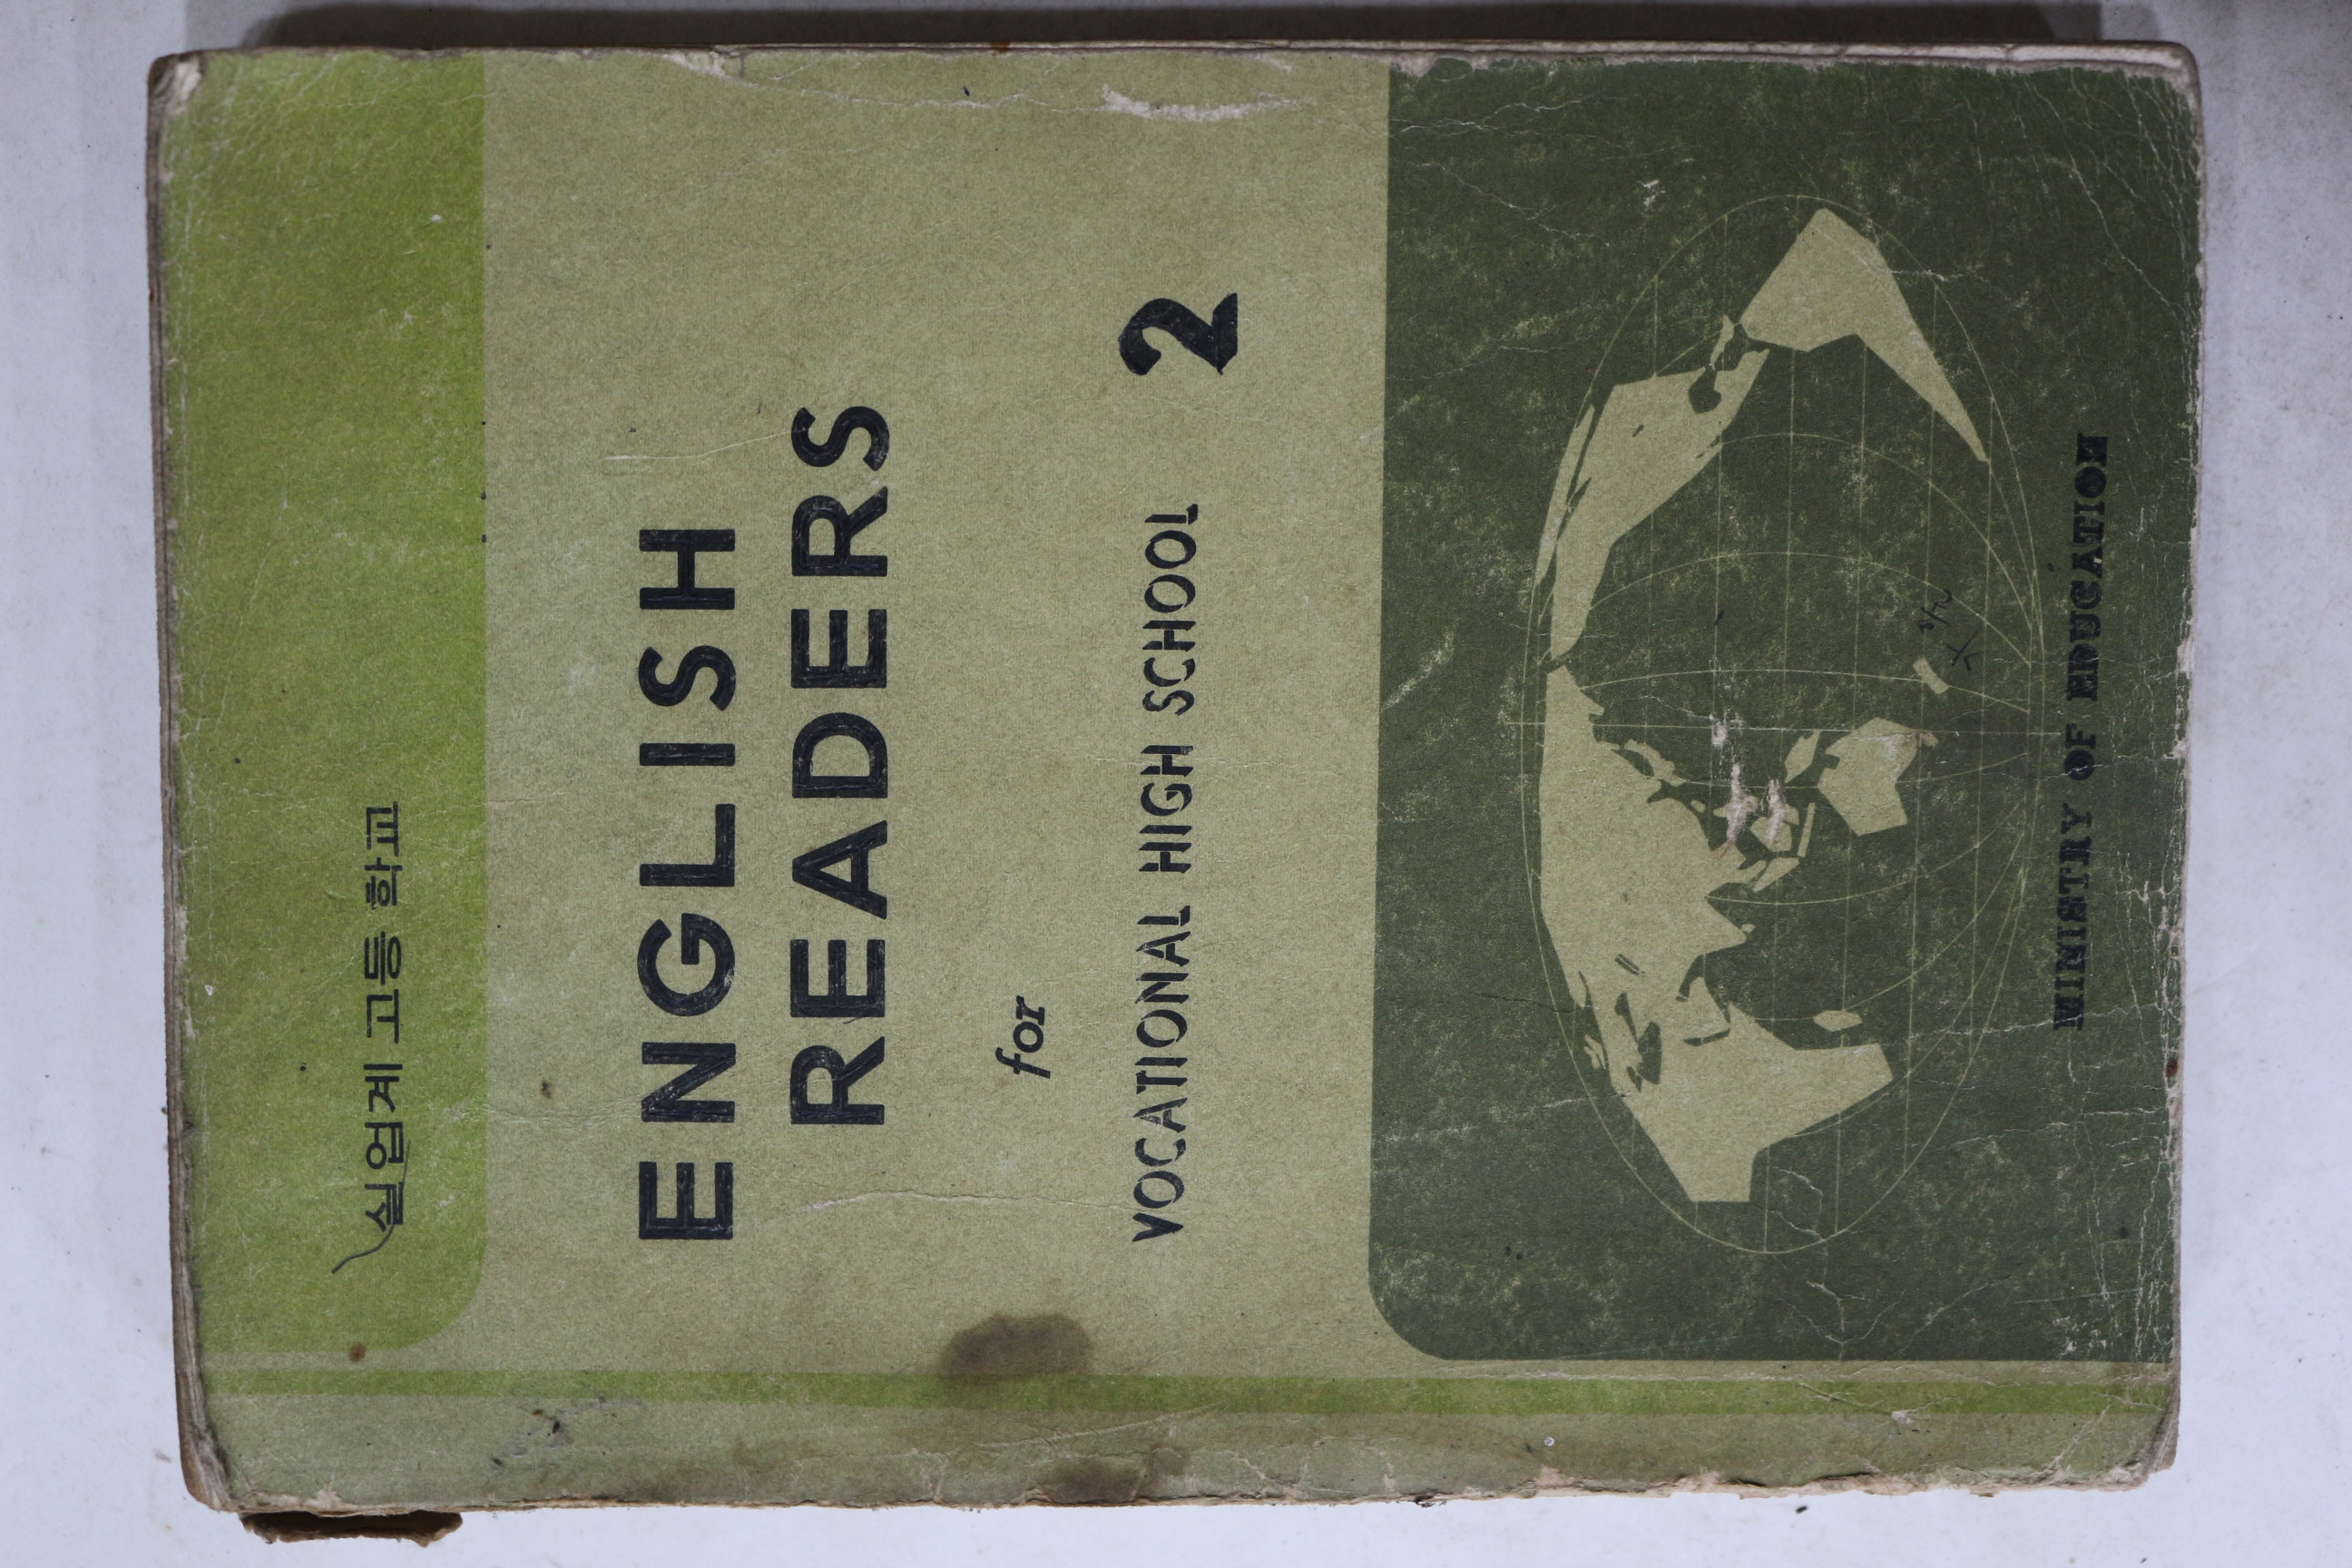 실업계 고등 학교
ENGLISH
READERS
for
VOCATIONAL HIGH SCHOOL 2
MINISTRY OF EDUCATION